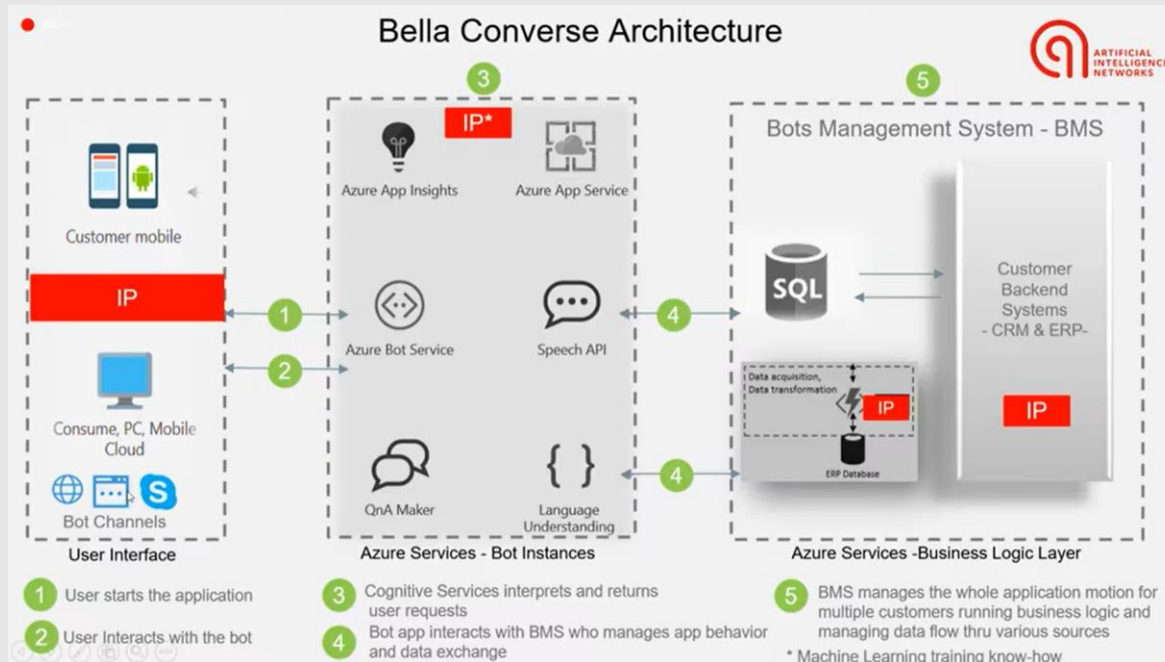 Bella Converse Architecture
ARTIFICIAL
INTELLIGENCE
NETWORKS
Customer mobile
IP
1
2
Consume, PC, Mobile
Cloud
S
Bot Channels
User Interface
3
IP*
Azure App Insights
Azure App Service
Azure Bot Service
Speech API
QnA Maker
Language
Understanding
Azure Services - Bot Instances
4
4
5
Bots Management System - BMS
SQL
Customer
Backend
Systems
- CRM & ERP-
IP
Data acquisition,
Data transformation
IP
ERP Database
Azure Services -Business Logic Layer
1 User starts the application
2 User Interacts with the bot
3 Cognitive Services interprets and returns
user requests
4 Bot app interacts with BMS who manages app behavior
and data exchange
5 BMS manages the whole application motion for
multiple customers running business logic and
managing data flow thru various sources
* Machine Learning training know-how